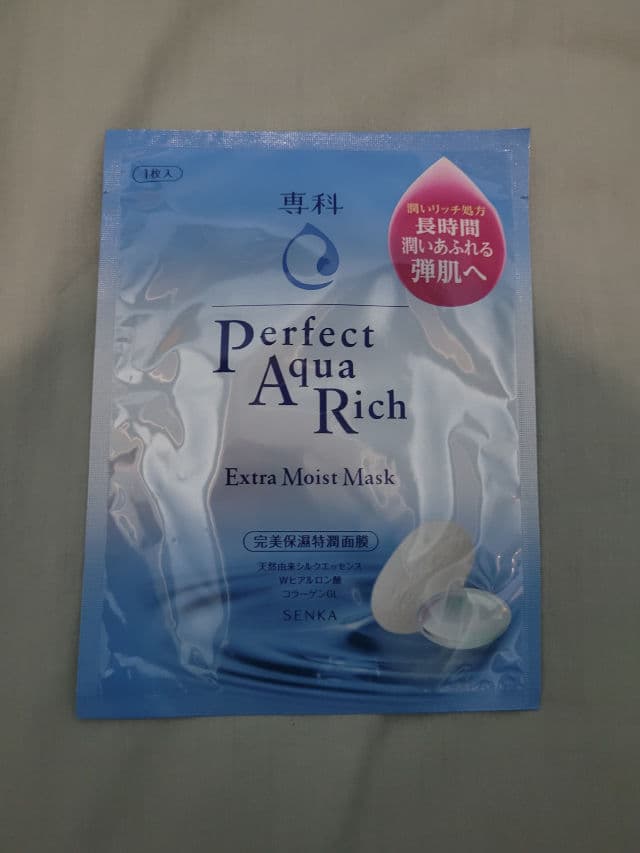 1枚入
専科
潤いリッチ処方
長時間
潤いあふれる
弾肌へ
Perfect
Aqua
Rich
Extra Moist Mask
完美保濕特潤面膜
天然由来シルクエッセンス
Wヒアルロン酸
コラーゲンGL
SENKA